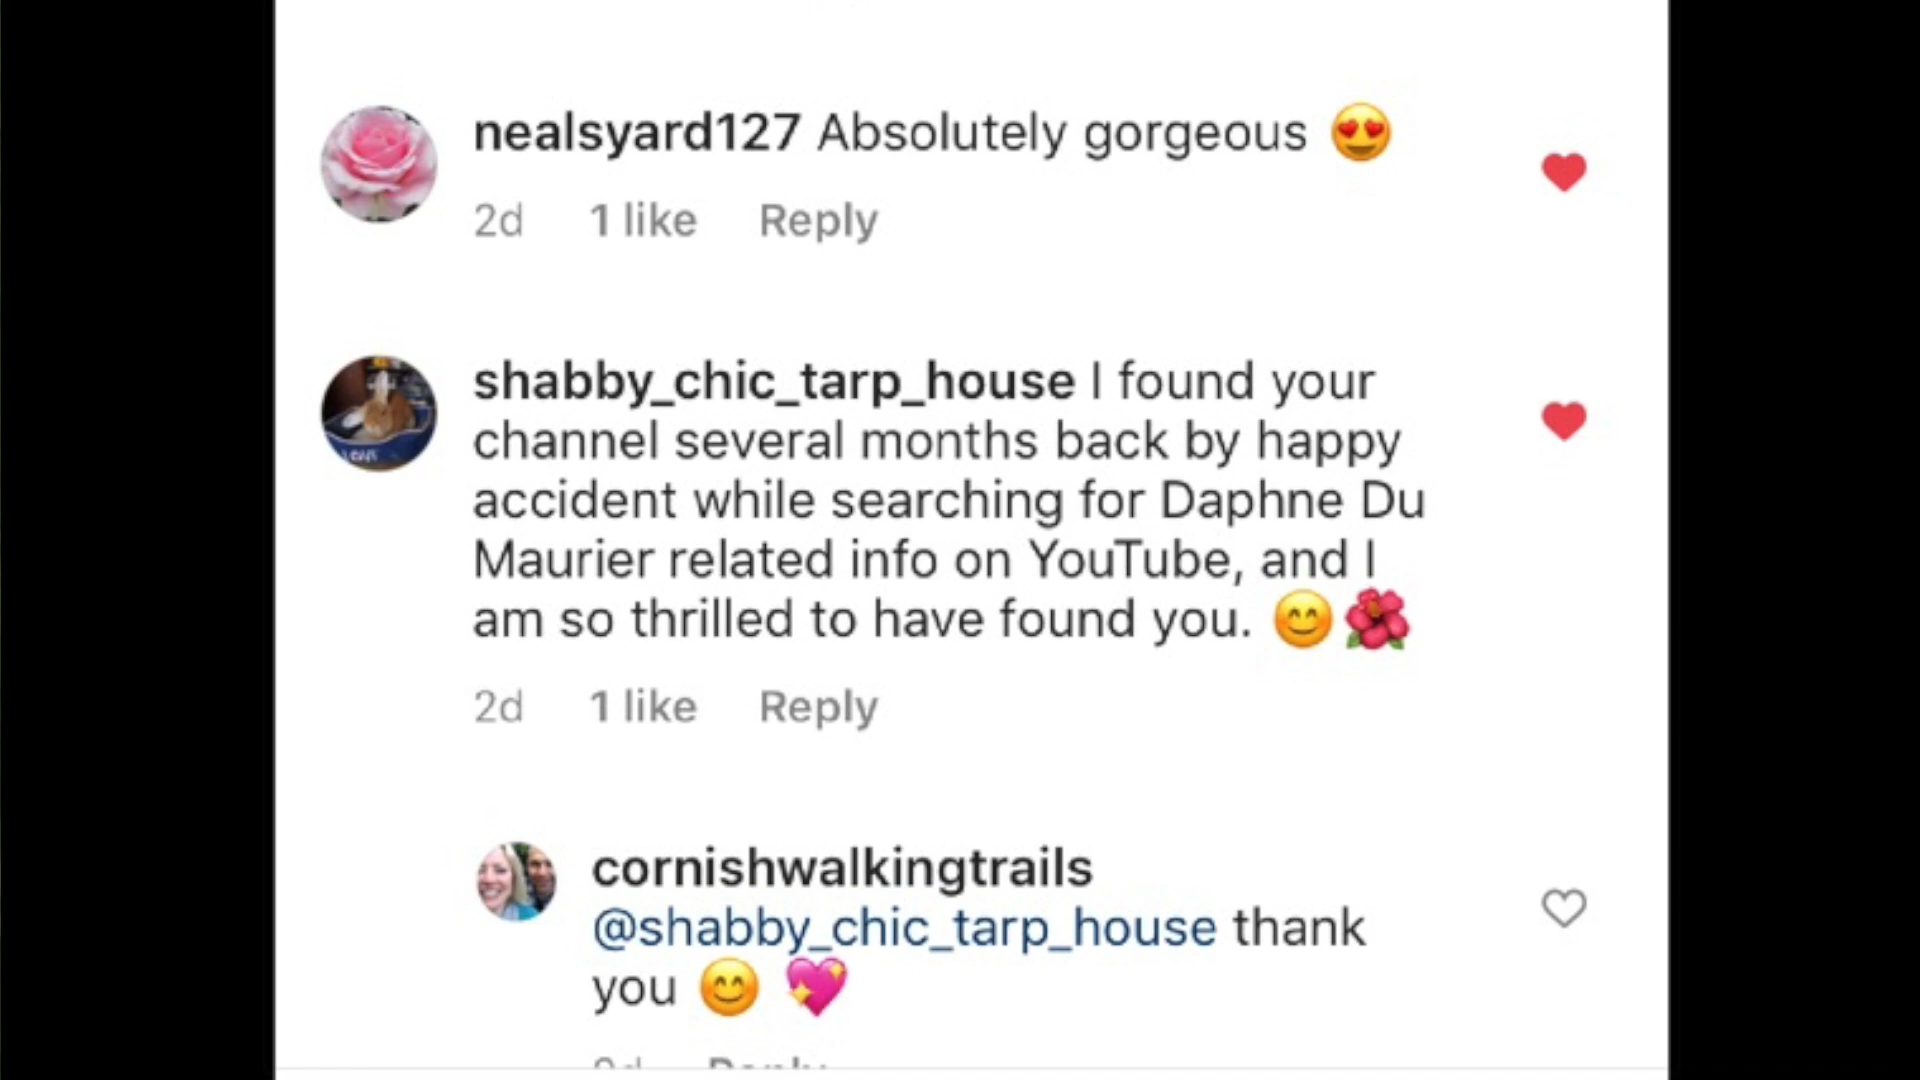 nealsyard127 Absolutely gorgeous 😍
2d 1 like Reply
shabby_chic_tarp_house I found your
channel several months back by happy
accident while searching for Daphne Du
Maurier related info on YouTube, and I
am so thrilled to have found you. 😊🌺
2d 1 like Reply
cornishwalkingtrails
@shabby_chic_tarp_house thank
you 😊 💖
Reply